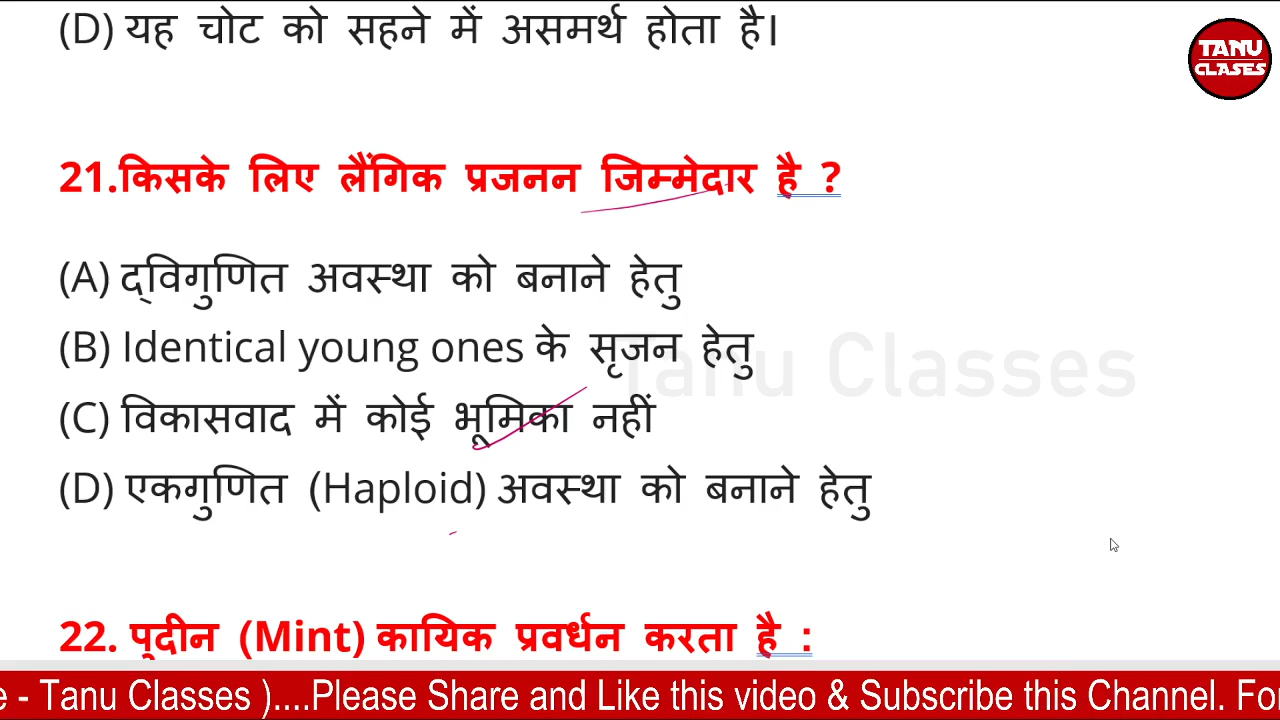 (D) यह चोट को सहने में असमर्थ होता है।
TANU
CLASES
21.किसके लिए लैंगिक प्रजनन जिम्मेदार है ?
(A) द्विगुणित अवस्था को बनाने हेतु
(B) Identical young ones के सृजन हेतु
Tanu Classes
(C) विकासवाद में कोई भूमिका नहीं
(D) एकगुणित (Haploid) अवस्था को बनाने हेतु
22. पुदीन (Mint) कायिक प्रवर्धन करता है :
e - Tanu Classes )....Please Share and Like this video & Subscribe this Channel. Fo